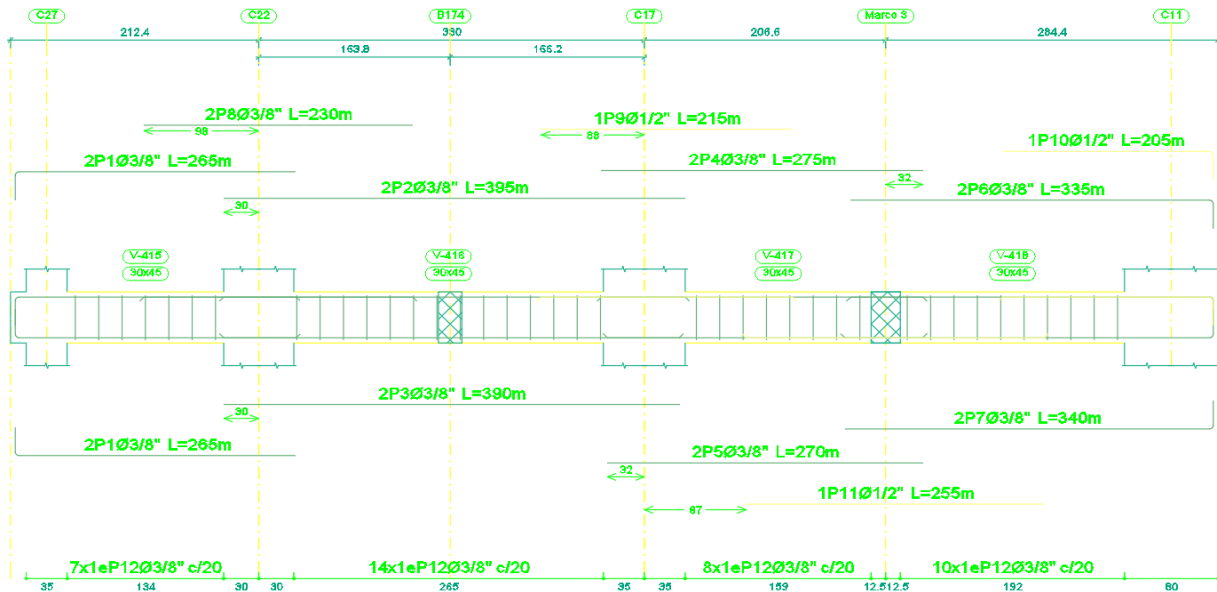 C27 C22 B174 C17 Marco 3 C11
212.4 330 206.6 284.4
163.8 165.2
2P8Ø3/8" L=230m 1P9Ø1/2" L=215m
98 88
1P10Ø1/2" L=205m
2P1Ø3/8" L=265m 2P4Ø3/8" L=275m
32
2P2Ø3/8" L=395m 2P6Ø3/8" L=335m
30
V-415 V-416 V-417 V-418
30x45 30x45 30x45 30x45
2P3Ø3/8" L=390m
30
2P7Ø3/8" L=340m
2P1Ø3/8" L=265m 2P5Ø3/8" L=270m
32
1P11Ø1/2" L=255m
87
7x1eP12Ø3/8" c/20 14x1eP12Ø3/8" c/20 8x1eP12Ø3/8" c/20 10x1eP12Ø3/8" c/20
35 134 30 30 265 35 35 159 12.5 12.5 192 80